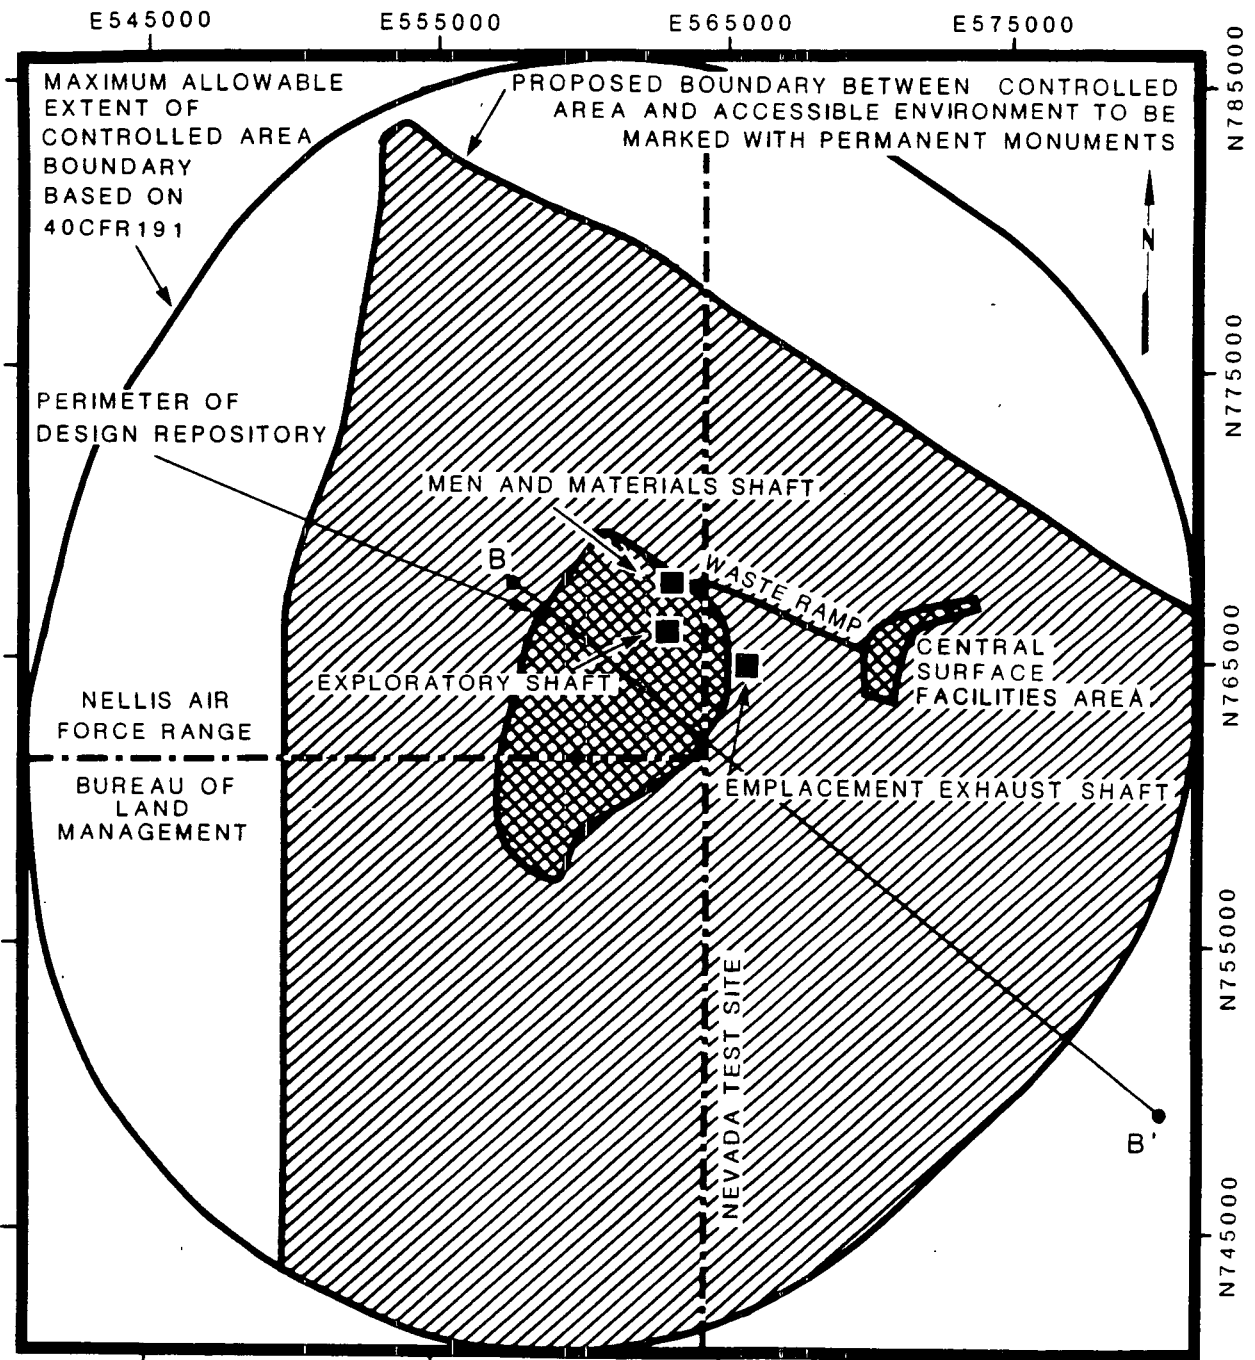 E545000
E555000
E565000
E575000
MAXIMUM ALLOWABLE
EXTENT OF
CONTROLLED AREA
BOUNDARY
BASED ON
40CFR191
PROPOSED BOUNDARY BETWEEN CONTROLLED
AREA AND ACCESSIBLE ENVIRONMENT TO BE
MARKED WITH PERMANENT MONUMENTS
N785000
N
N775000
PERIMETER OF
DESIGN REPOSITORY
MEN AND MATERIALS SHAFT
B
WASTE RAMP
N765000
CENTRAL
SURFACE
FACILITIES AREA
EXPLORATORY SHAFT
NELLIS AIR
FORCE RANGE
BUREAU OF
LAND
MANAGEMENT
EMPLACEMENT EXHAUST SHAFT
N755000
NEVADA TEST SITE
B'
N745000